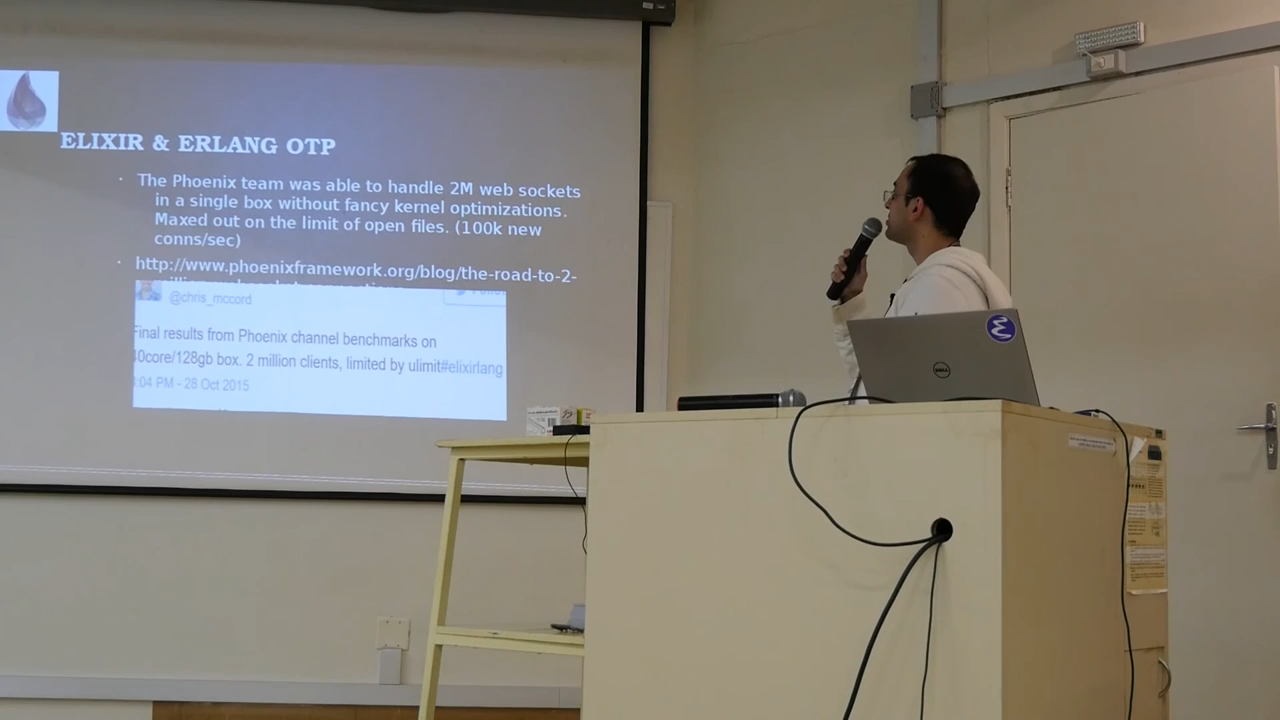 ELIXIR & ERLANG OTP
· The Phoenix team was able to handle 2M web sockets
in a single box without fancy kernel optimizations.
Maxed out on the limit of open files. (100k new
conns/sec)
· http://www.phoenixframework.org/blog/the-road-to-2-
@chris_mccord
Final results from Phoenix channel benchmarks on
40core/128gb box. 2 million clients, limited by ulimit#elixirlang
:04 PM - 28 Oct 2015
DELL